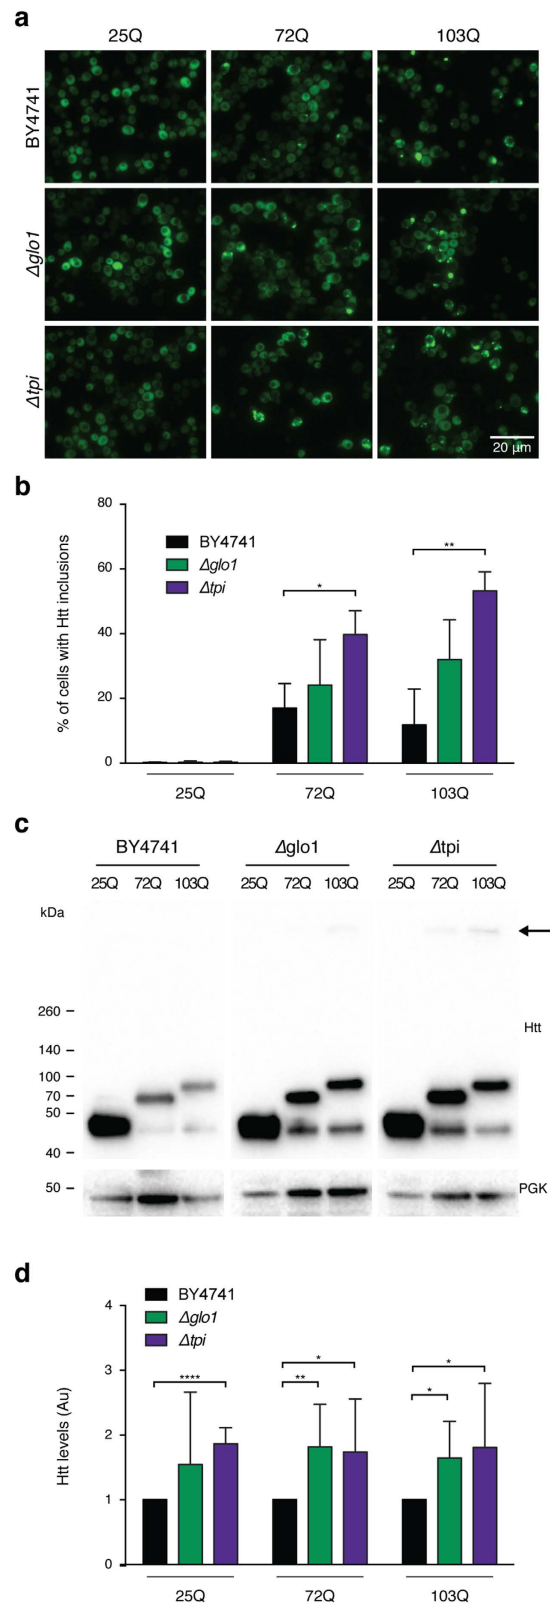 a
25Q 72Q 103Q
BY4741
Δglo1
Δtpi
20 µm
b
% of cells with Htt inclusions
80
60
40
20
0
BY4741
Δglo1
Δtpi
*
**
25Q 72Q 103Q
c
BY4741 Δglo1 Δtpi
25Q 72Q 103Q 25Q 72Q 103Q 25Q 72Q 103Q
kDa
260
Htt
140
100
70
50
40
50
PGK
d
BY4741
Δglo1
Δtpi
Htt levels (Au)
4
3
2
1
0
****
**
*
*
*
25Q 72Q 103Q